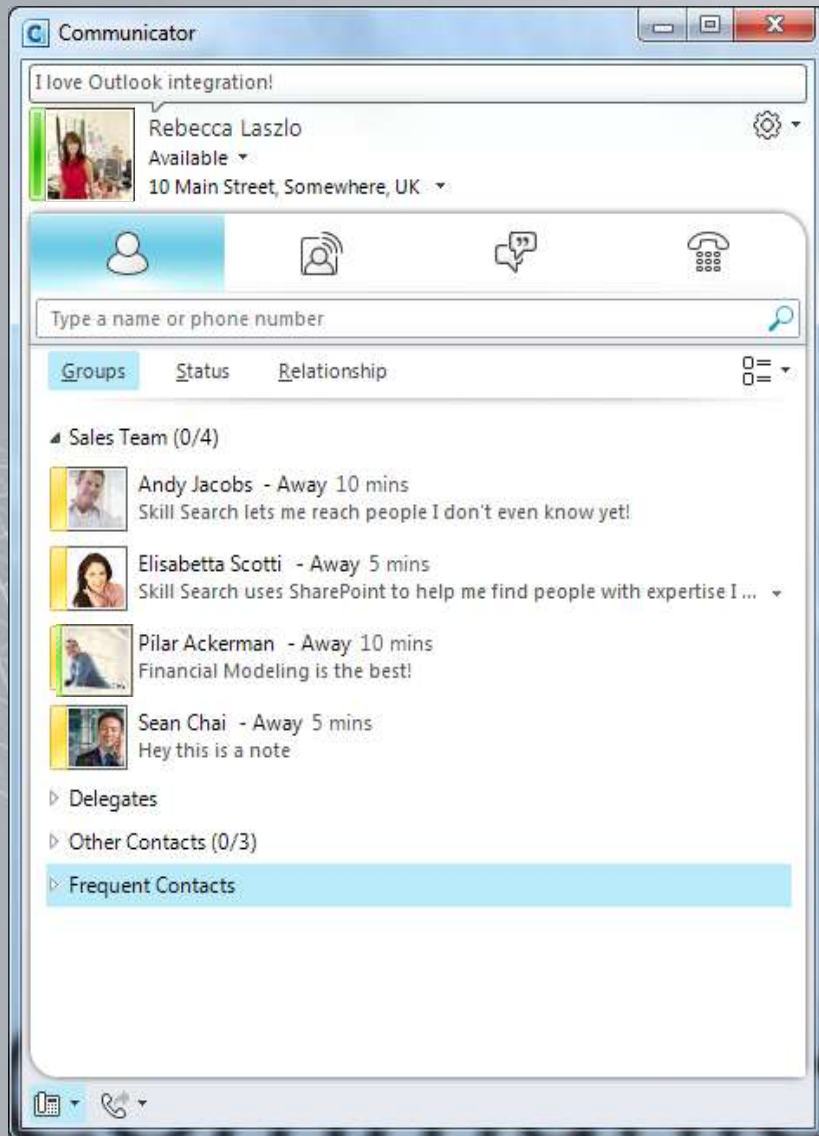 Communicator
I love Outlook integration!
Rebecca Laszlo
Available
10 Main Street, Somewhere, UK
Type a name or phone number
Groups Status Relationship
Sales Team (0/4)
Andy Jacobs - Away 10 mins
Skill Search lets me reach people I don't even know yet!
Elisabetta Scotti - Away 5 mins
Skill Search uses SharePoint to help me find people with expertise I ...
Pilar Ackerman - Away 10 mins
Financial Modeling is the best!
Sean Chai - Away 5 mins
Hey this is a note
Delegates
Other Contacts (0/3)
Frequent Contacts